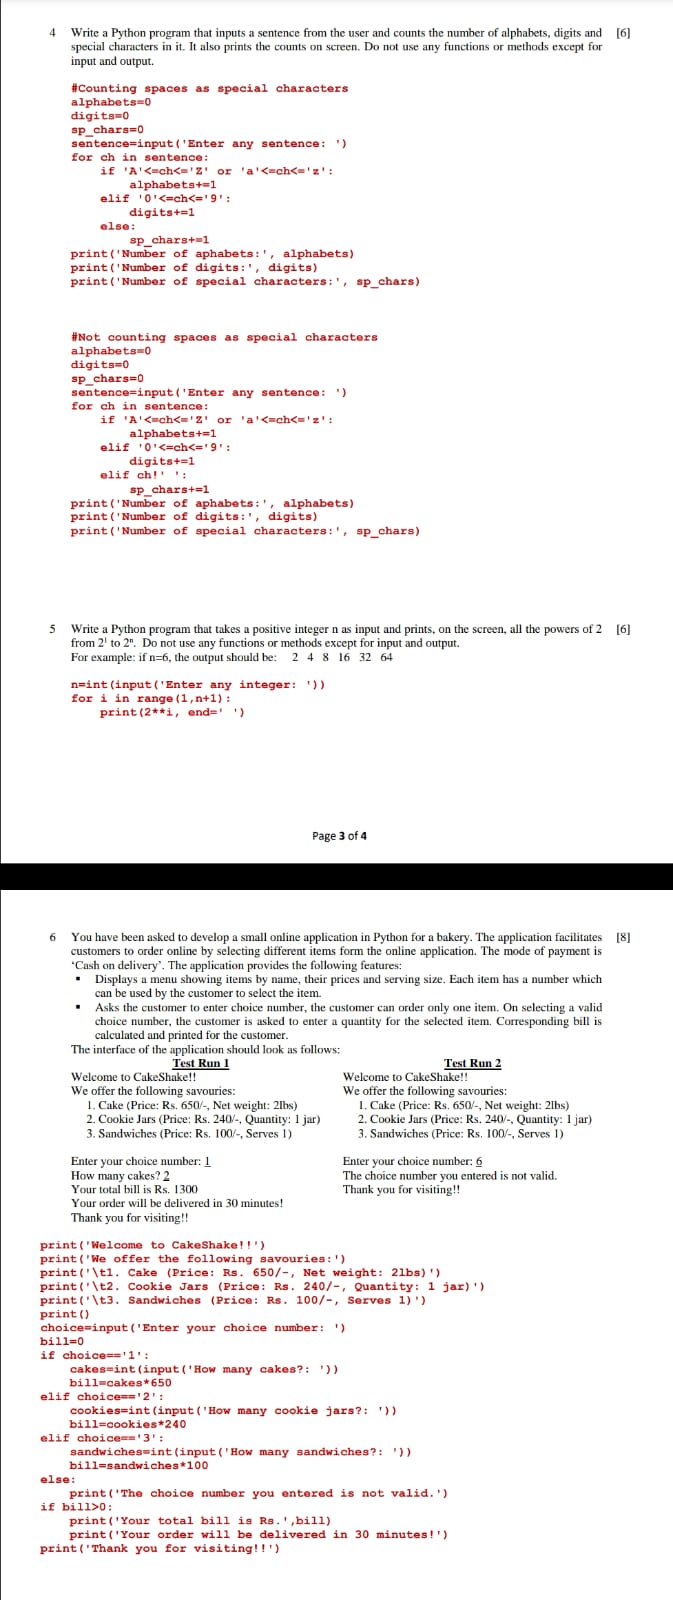 4 Write a Python program that inputs a sentence from the user and counts the number of alphabets, digits and [6]
special characters in it. It also prints the counts on screen. Do not use any functions or methods except for
input and output.
#Counting spaces as special characters
alphabets=0
digits=0
sp_chars=0
sentence=input('Enter any sentence: ')
for ch in sentence:
    if 'A'<=ch<='Z' or 'a'<=ch<='z':
        alphabets+=1
    elif '0'<=ch<='9':
        digits+=1
    else:
        sp_chars+=1
print('Number of aphabets:', alphabets)
print('Number of digits:', digits)
print('Number of special characters:', sp_chars)
#Not counting spaces as special characters
alphabets=0
digits=0
sp_chars=0
sentence=input('Enter any sentence: ')
for ch in sentence:
    if 'A'<=ch<='Z' or 'a'<=ch<='z':
        alphabets+=1
    elif '0'<=ch<='9':
        digits+=1
    elif ch!' ':
        sp_chars+=1
print('Number of aphabets:', alphabets)
print('Number of digits:', digits)
print('Number of special characters:', sp_chars)
5 Write a Python program that takes a positive integer n as input and prints, on the screen, all the powers of 2 [6]
from 2¹ to 2ⁿ. Do not use any functions or methods except for input and output.
For example: if n=6, the output should be: 2 4 8 16 32 64
n=int(input('Enter any integer: '))
for i in range(1,n+1):
    print(2**i, end=' ')
Page 3 of 4
6 You have been asked to develop a small online application in Python for a bakery. The application facilitates [8]
customers to order online by selecting different items form the online application. The mode of payment is
'Cash on delivery'. The application provides the following features:
▪ Displays a menu showing items by name, their prices and serving size. Each item has a number which
can be used by the customer to select the item.
▪ Asks the customer to enter choice number, the customer can order only one item. On selecting a valid
choice number, the customer is asked to enter a quantity for the selected item. Corresponding bill is
calculated and printed for the customer.
The interface of the application should look as follows:
Test Run 1
Welcome to CakeShake!!
We offer the following savouries:
1. Cake (Price: Rs. 650/-, Net weight: 2lbs)
2. Cookie Jars (Price: Rs. 240/-, Quantity: 1 jar)
3. Sandwiches (Price: Rs. 100/-, Serves 1)
Enter your choice number: 1
How many cakes? 2
Your total bill is Rs. 1300
Your order will be delivered in 30 minutes!
Thank you for visiting!!
Test Run 2
Welcome to CakeShake!!
We offer the following savouries:
1. Cake (Price: Rs. 650/-, Net weight: 2lbs)
2. Cookie Jars (Price: Rs. 240/-, Quantity: 1 jar)
3. Sandwiches (Price: Rs. 100/-, Serves 1)
Enter your choice number: 6
The choice number you entered is not valid.
Thank you for visiting!!
print('Welcome to CakeShake!!')
print('We offer the following savouries:')
print('\t1. Cake (Price: Rs. 650/-, Net weight: 2lbs)')
print('\t2. Cookie Jars (Price: Rs. 240/-, Quantity: 1 jar)')
print('\t3. Sandwiches (Price: Rs. 100/-, Serves 1)')
print()
choice=input('Enter your choice number: ')
bill=0
if choice=='1':
    cakes=int(input('How many cakes?: '))
    bill=cakes*650
elif choice=='2':
    cookies=int(input('How many cookie jars?: '))
    bill=cookies*240
elif choice=='3':
    sandwiches=int(input('How many sandwiches?: '))
    bill=sandwiches*100
else:
    print('The choice number you entered is not valid.')
if bill>0:
    print('Your total bill is Rs.',bill)
    print('Your order will be delivered in 30 minutes!')
print('Thank you for visiting!!')